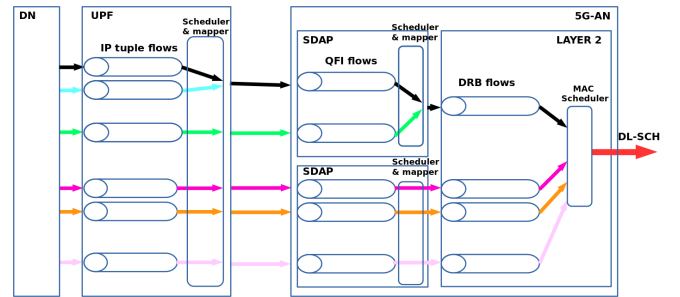 DN
UPF
Scheduler
& mapper
5G-AN
IP tuple flows
SDAP
Scheduler
& mapper
LAYER 2
QFI flows
DRB flows
MAC
Scheduler
DL-SCH
SDAP
Scheduler
& mapper